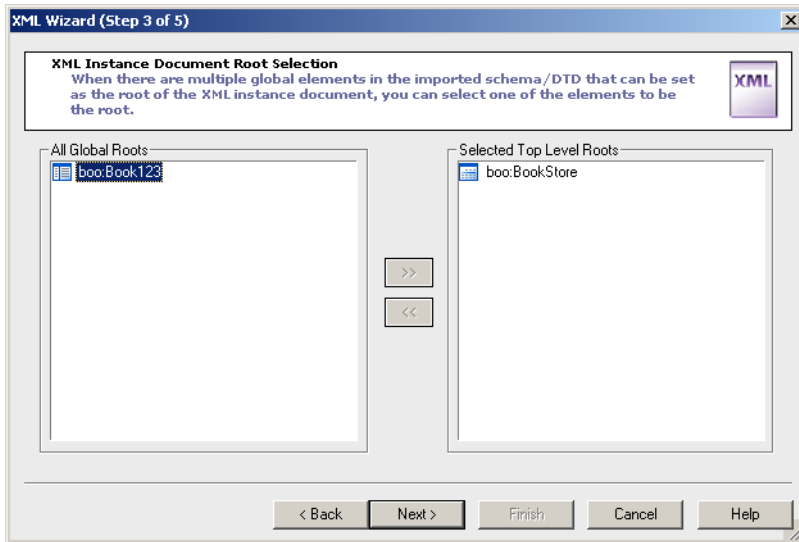 XML Wizard (Step 3 of 5)
XML Instance Document Root Selection
When there are multiple global elements in the imported schema/DTD that can be set
as the root of the XML instance document, you can select one of the elements to be
the root.
XML
All Global Roots
boo:Book123
Selected Top Level Roots
boo:BookStore
>>
<<
< Back
Next >
Finish
Cancel
Help